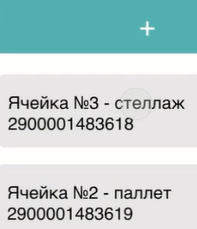 +
Ячейка №3 - стеллаж
2900001483618
Ячейка №2 - паллет
2900001483619